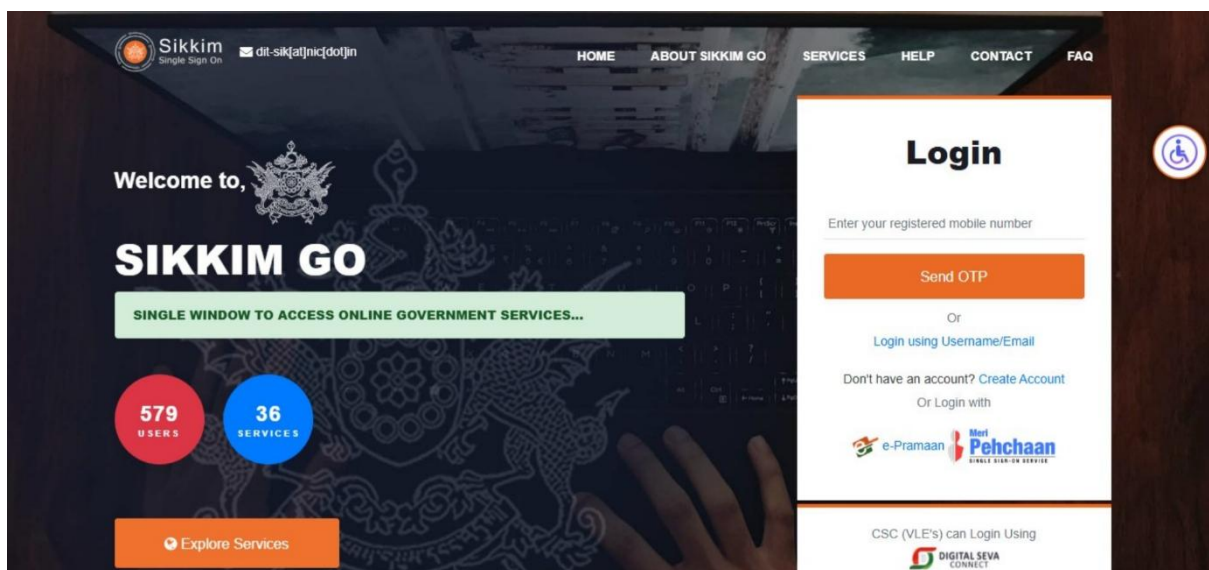 Sikkim
Single Sign On
dit-sik[at]nic[dot]in
HOME ABOUT SIKKIM GO SERVICES HELP CONTACT FAQ
Welcome to,
SIKKIM GO
SINGLE WINDOW TO ACCESS ONLINE GOVERNMENT SERVICES...
579
USERS
36
SERVICES
Explore Services
Login
Enter your registered mobile number
Send OTP
Or
Login using Username/Email
Don't have an account? Create Account
Or Login with
e-Pramaan
Meri
Pehchaan
SINGLE SIGN-ON SERVICE
CSC (VLE's) can Login Using
DIGITAL SEVA
CONNECT